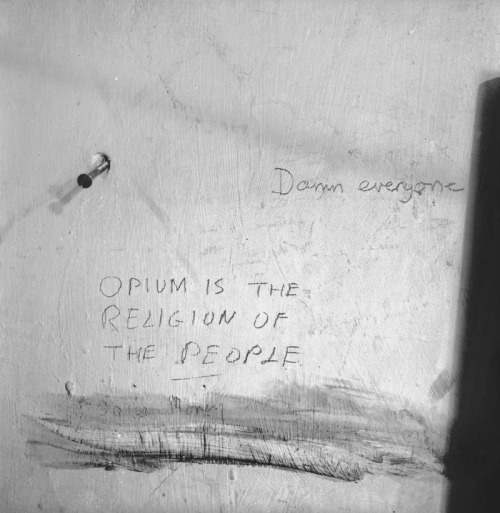 Damn everyone
OPIUM IS THE
RELIGION OF
THE PEOPLE